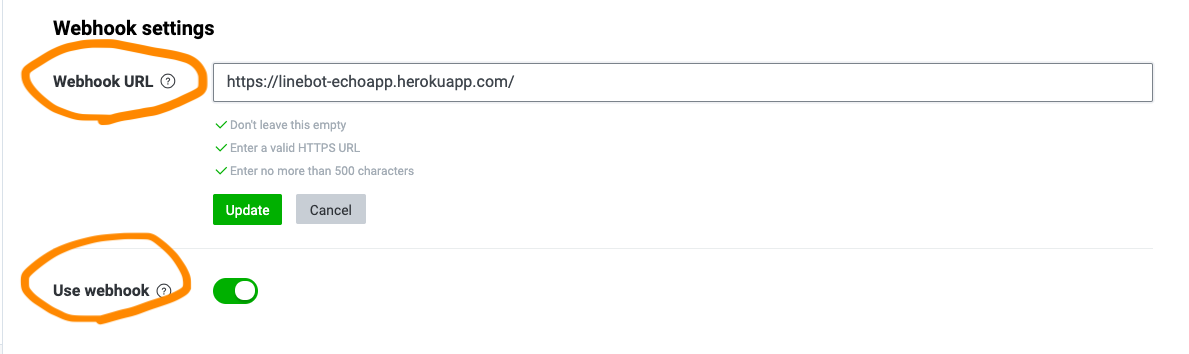 Webhook settings
Webhook URL ?
https://linebot-echoapp.herokuapp.com/
Don't leave this empty
Enter a valid HTTPS URL
Enter no more than 500 characters
Update Cancel
Use webhook ?